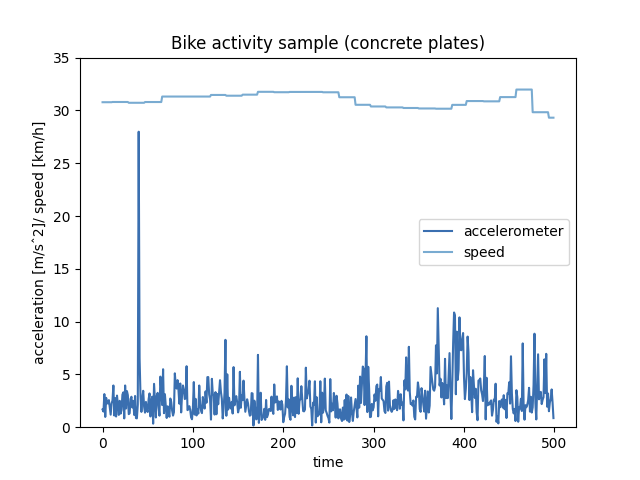 Bike activity sample (concrete plates)
35
30
25
20
15
10
5
0
acceleration [m/s^2]/ speed [km/h]
accelerometer
speed
0 100 200 300 400 500
time